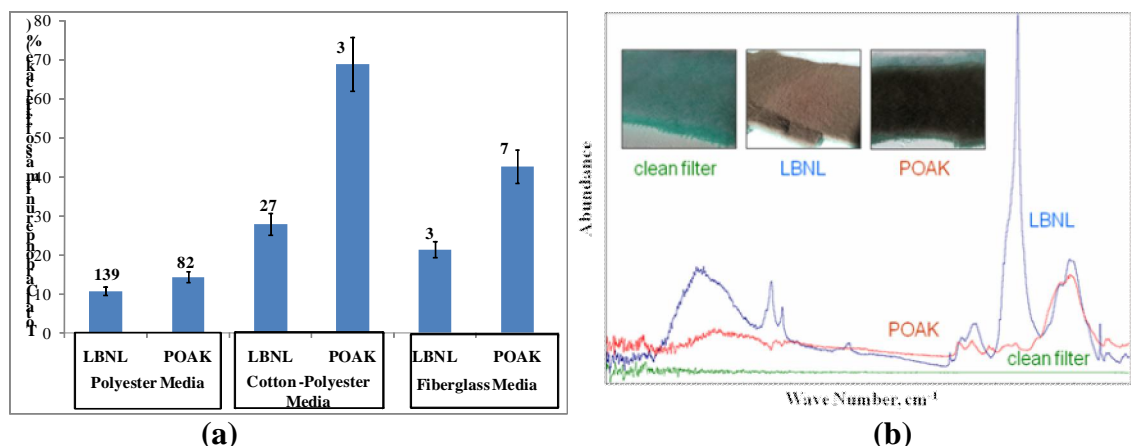 80
70
60
50
40
30
20
10
0
139
82
27
3
3
7
LBNL POAK LBNL POAK LBNL POAK
Polyester Media
Cotton -Polyester
Media
Fiberglass Media
(a)
Abundance
clean filter
LBNL
POAK
LBNL
POAK
clean filter
Wave Number, cm⁻¹
(b)